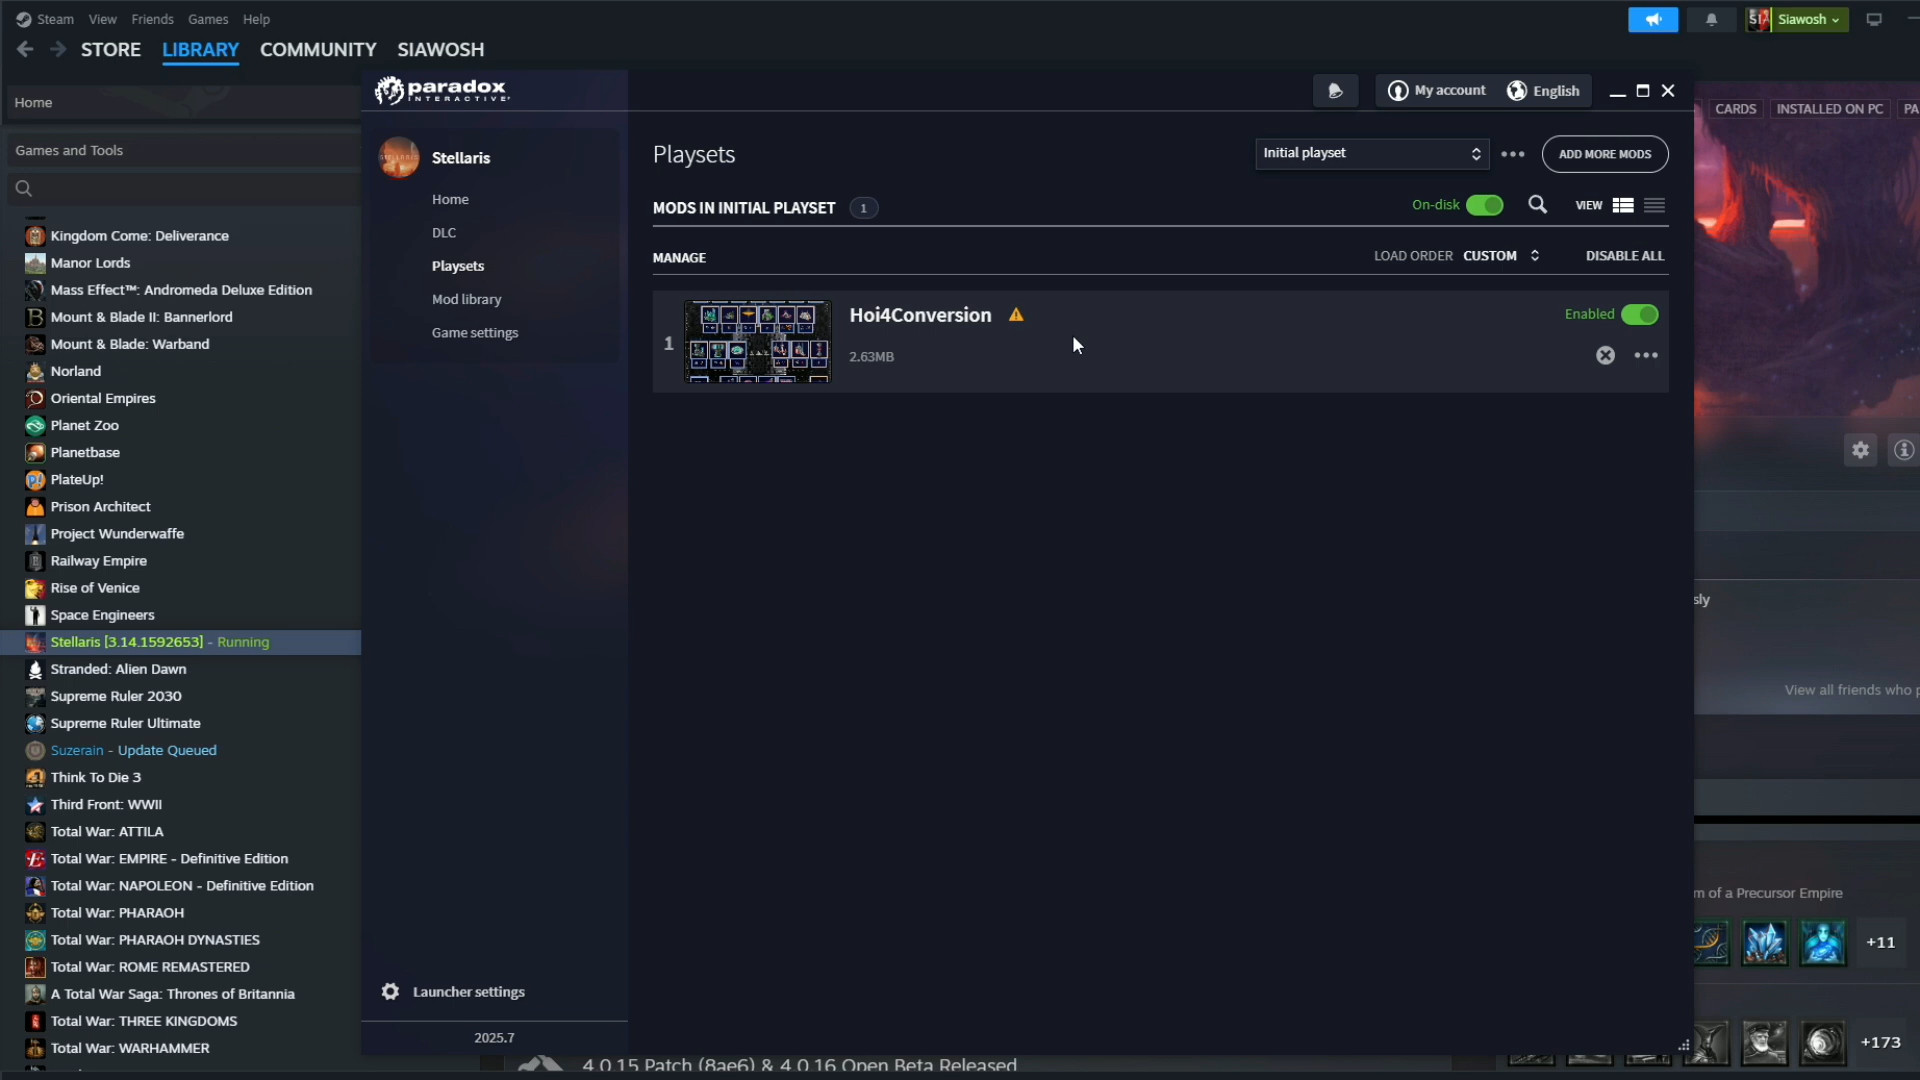 Steam View Friends Games Help
Siawosh
STORE LIBRARY COMMUNITY SIAWOSH
Home
Games and Tools
Kingdom Come: Deliverance
Manor Lords
Mass Effect™: Andromeda Deluxe Edition
Mount & Blade II: Bannerlord
Mount & Blade: Warband
Norland
Oriental Empires
Planet Zoo
Planetbase
PlateUp!
Prison Architect
Project Wunderwaffe
Railway Empire
Rise of Venice
Space Engineers
Stellaris [3.14.1592653] - Running
Stranded: Alien Dawn
Supreme Ruler 2030
Supreme Ruler Ultimate
Suzerain - Update Queued
Think To Die 3
Third Front: WWII
Total War: ATTILA
Total War: EMPIRE - Definitive Edition
Total War: NAPOLEON - Definitive Edition
Total War: PHARAOH
Total War: PHARAOH DYNASTIES
Total War: ROME REMASTERED
A Total War Saga: Thrones of Britannia
Total War: THREE KINGDOMS
Total War: WARHAMMER
paradox
INTERACTIVE
My account English
Stellaris
Home
DLC
Playsets
Mod library
Game settings
Launcher settings
2025.7
Playsets
Initial playset
ADD MORE MODS
MODS IN INITIAL PLAYSET 1
On-disk
VIEW
MANAGE
LOAD ORDER CUSTOM
DISABLE ALL
1
Hoi4Conversion
2.63MB
Enabled
CARDS INSTALLED ON PC PA
sly
View all friends who p
m of a Precursor Empire
+11
+173
4.0.15 Patch (8ae6) & 4.0.16 Open Beta Released